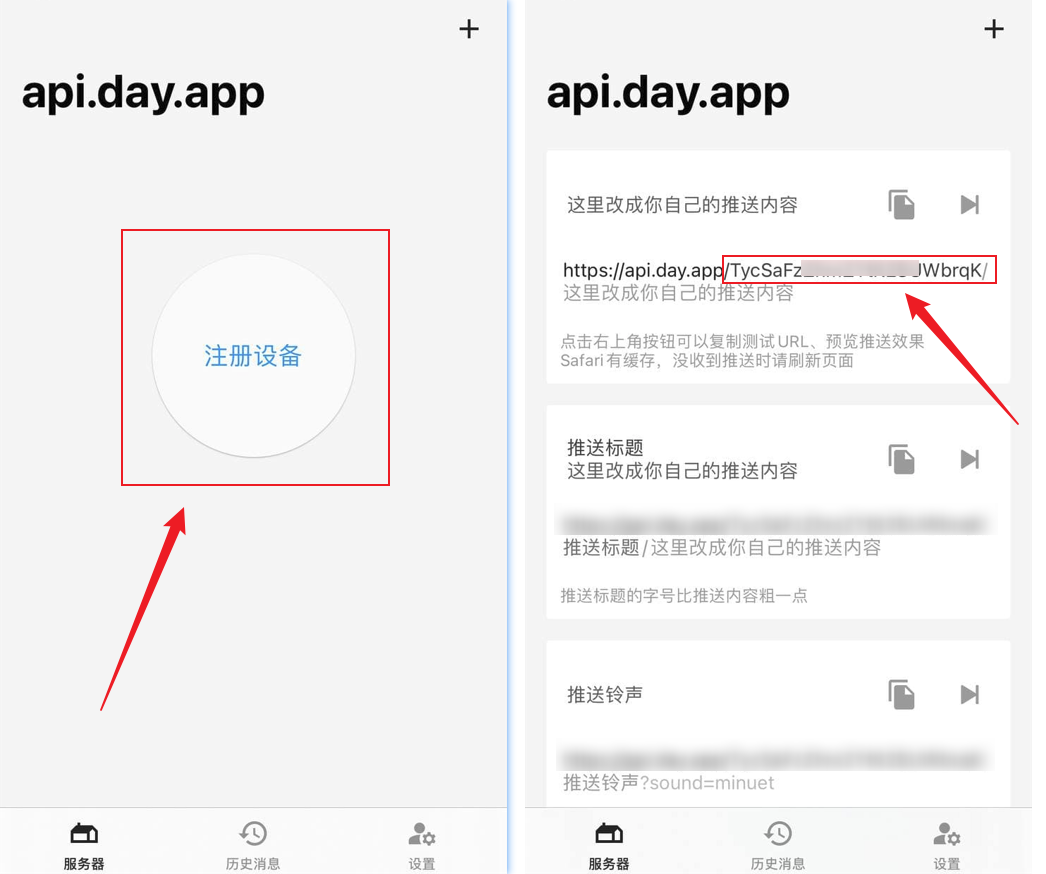 api.day.app
注册设备
服务器
历史消息
设置
api.day.app
这里改成你自己的推送内容
https://api.day.app/TycSaFz JWbrqK/
这里改成你自己的推送内容
点击右上角按钮可以复制测试URL、预览推送效果
Safari有缓存，没收到推送时请刷新页面
推送标题
这里改成你自己的推送内容
推送标题/这里改成你自己的推送内容
推送标题的字号比推送内容粗一点
推送铃声
推送铃声?sound=minuet
服务器
历史消息
设置